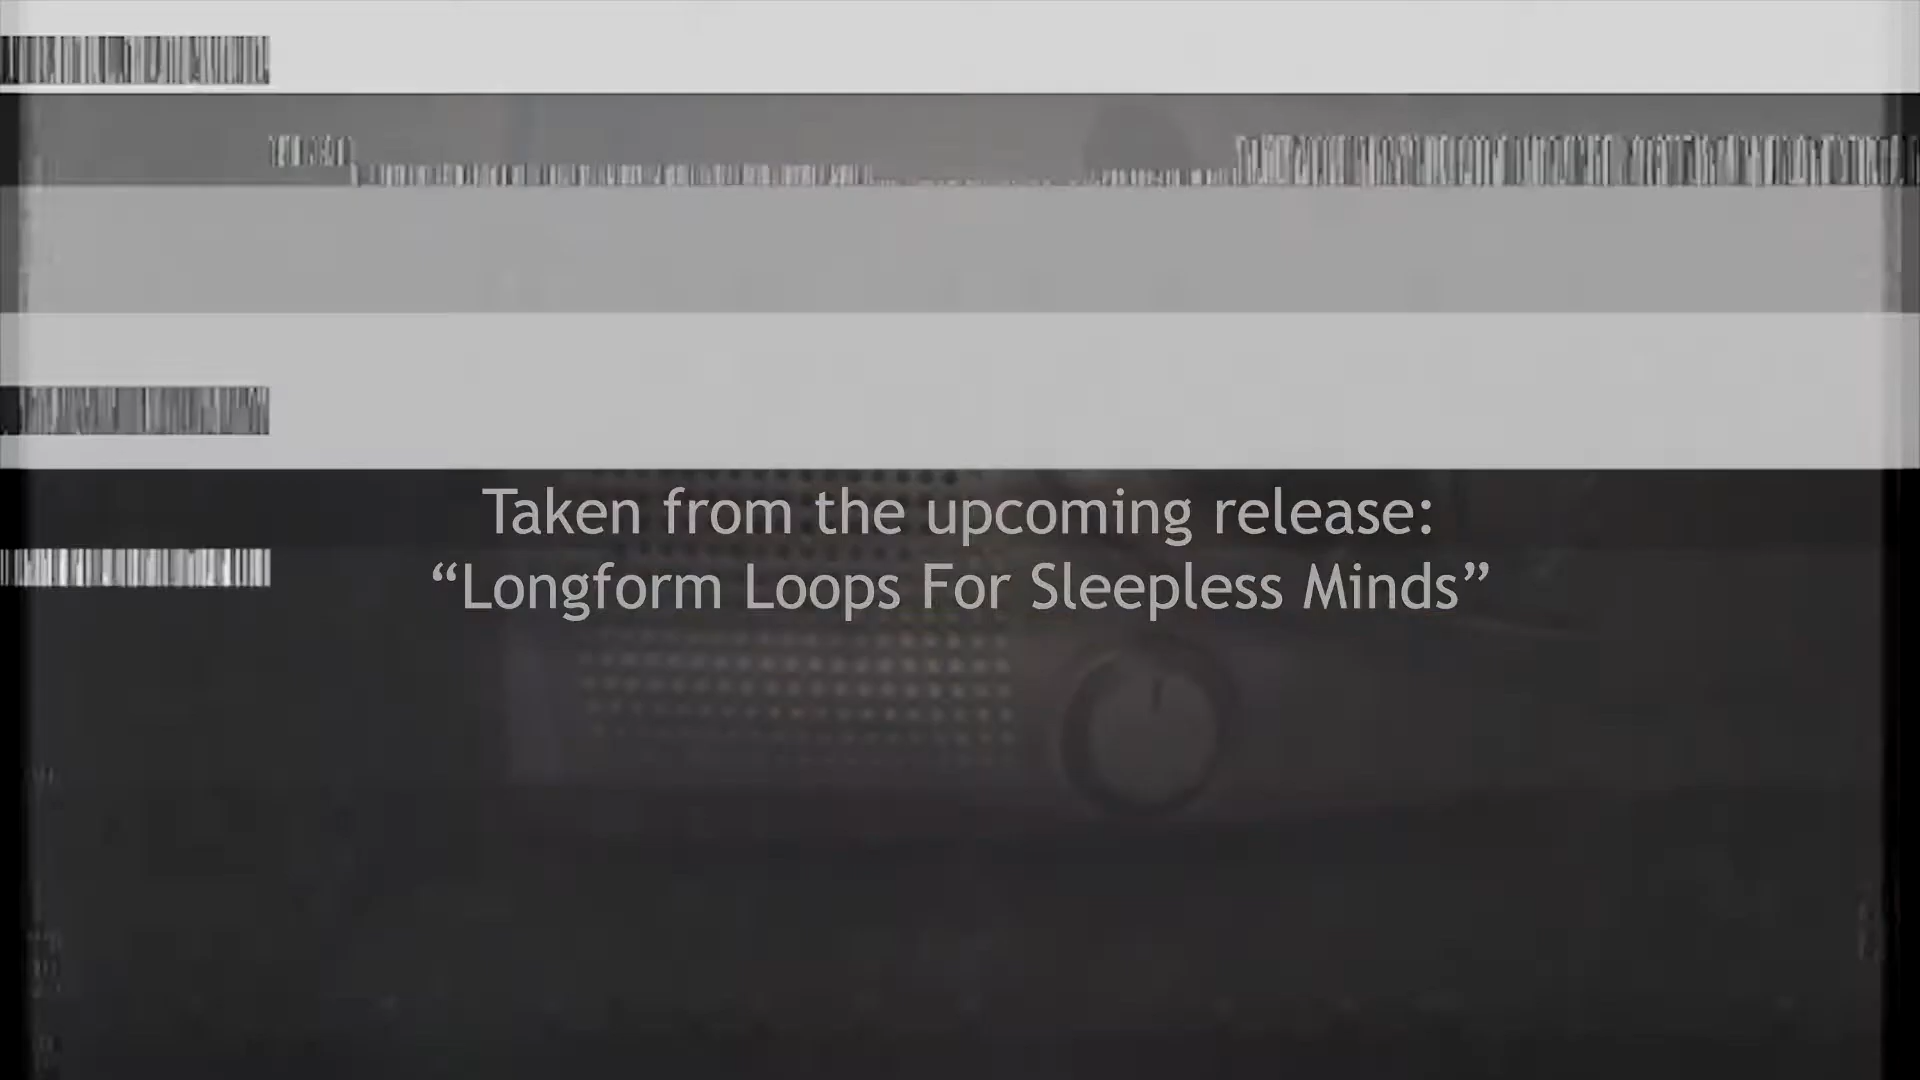 Taken from the upcoming release:
“Longform Loops For Sleepless Minds”